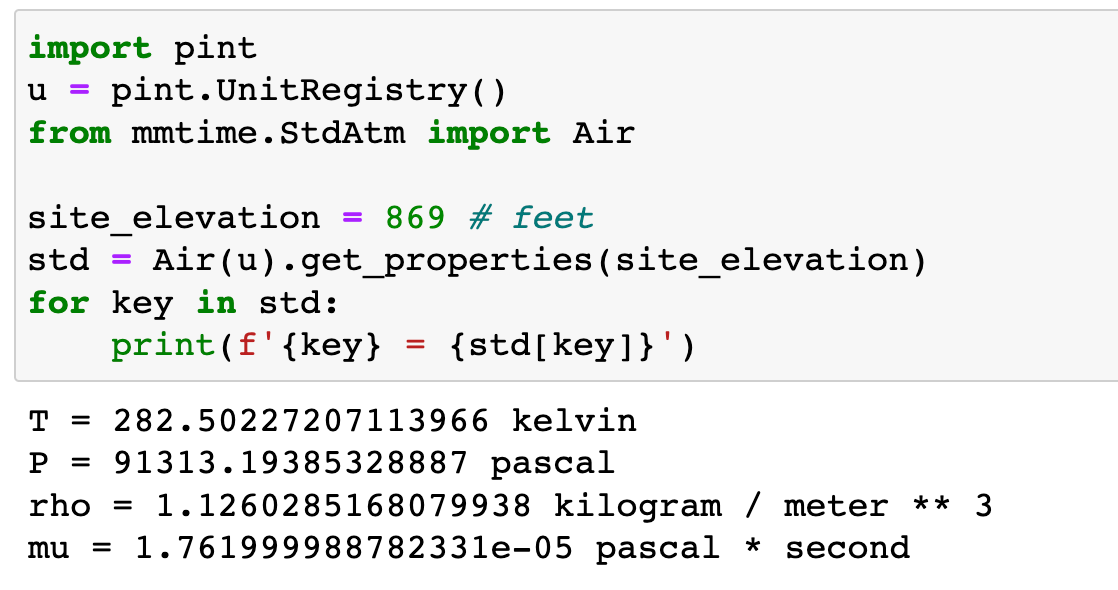 import pint
u = pint.UnitRegistry()
from mmtime.StdAtm import Air
site_elevation = 869 # feet
std = Air(u).get_properties(site_elevation)
for key in std:
    print(f'{key} = {std[key]}')
T = 282.50227207113966 kelvin
P = 91313.19385328887 pascal
rho = 1.1260285168079938 kilogram / meter ** 3
mu = 1.761999988782331e-05 pascal * second